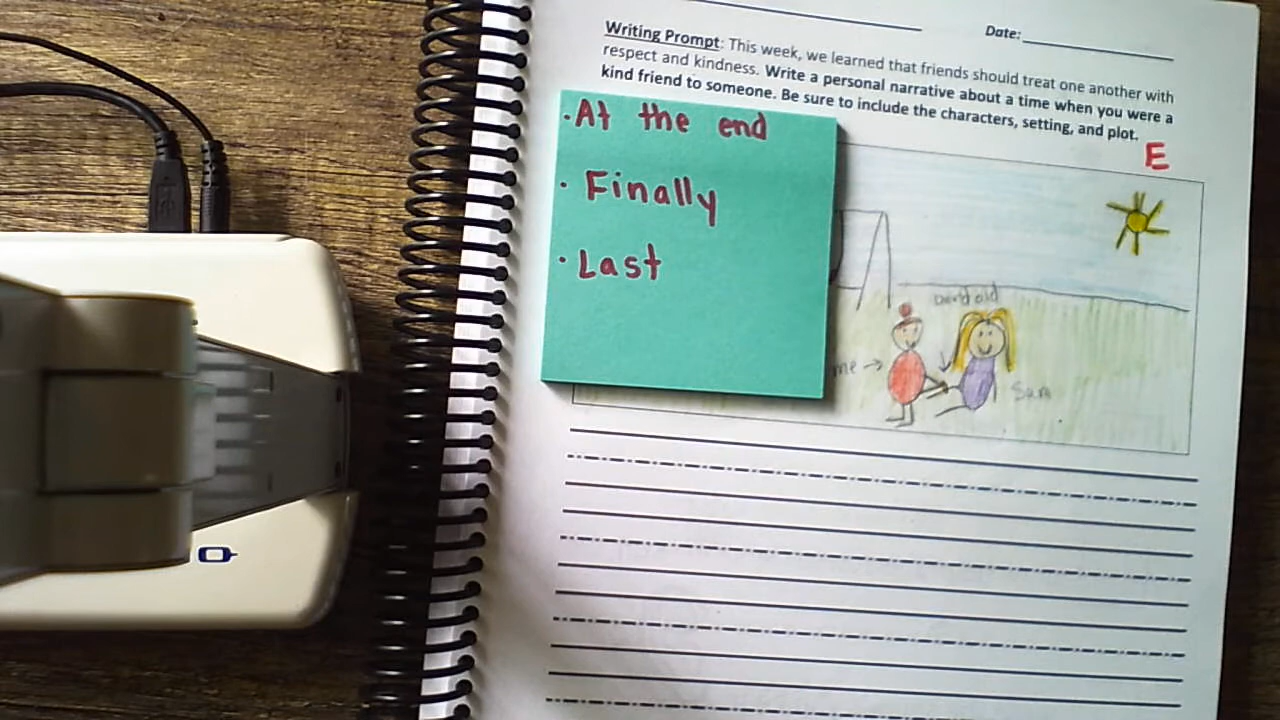 Date:
Writing Prompt: This week, we learned that friends should treat one another with
respect and kindness. Write a personal narrative about a time when you were a
kind friend to someone. Be sure to include the characters, setting, and plot.
E
·At the end
· Finally
· Last
me →
Sam